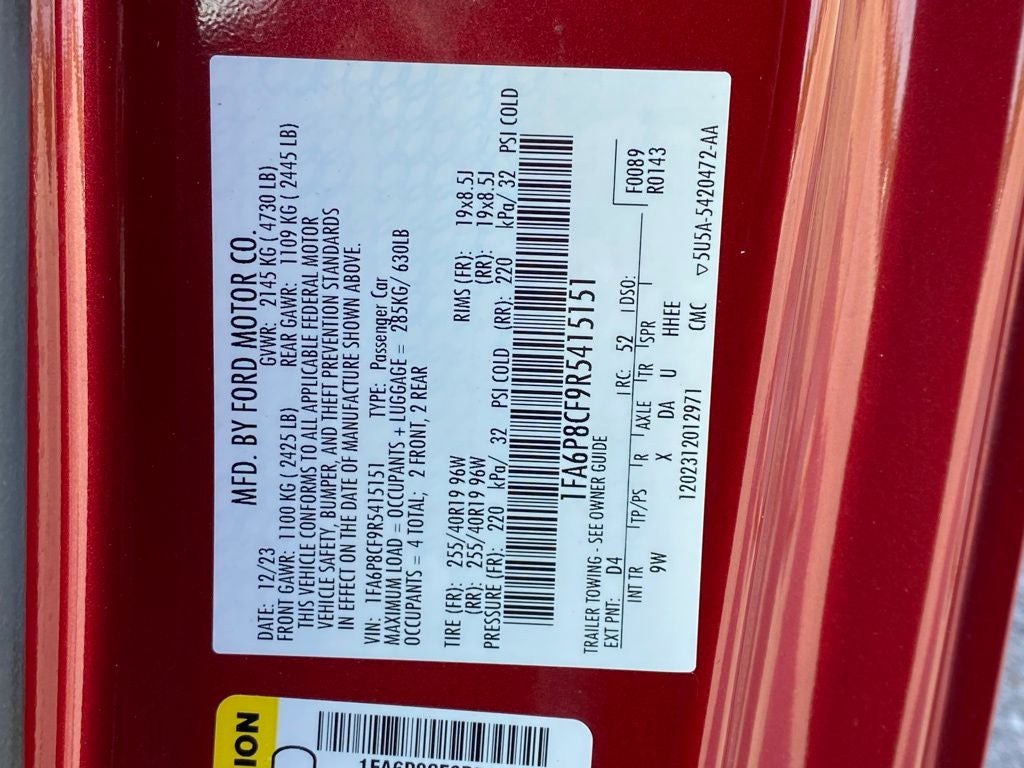 MFD. BY FORD MOTOR CO.
DATE: 12/23 GVWR: 2145 KG ( 4730 LB)
FRONT GAWR: 1100 KG ( 2425 LB) REAR GAWR: 1109 KG ( 2445 LB)
THIS VEHICLE CONFORMS TO ALL APPLICABLE FEDERAL MOTOR
VEHICLE SAFETY, BUMPER, AND THEFT PREVENTION STANDARDS
IN EFFECT ON THE DATE OF MANUFACTURE SHOWN ABOVE.
VIN: 1FA6P8CF9R5415151 TYPE: Passenger Car
MAXIMUM LOAD = OCCUPANTS + LUGGAGE = 285KG/ 630LB
OCCUPANTS = 4 TOTAL; 2 FRONT, 2 REAR
TIRE (FR): 255/40R19 96W RIMS (FR): 19x8.5J
(RR): 255/40R19 96W (RR): 19x8.5J
PRESSURE (FR): 220 kPa/ 32 PSI COLD (RR): 220 kPa/ 32 PSI COLD
1FA6P8CF9R5415151
TRAILER TOWING - SEE OWNER GUIDE
EXT PNT: D4 RC: 52 DSO: F0089
R0143
INT TR TP/PS R AXLE TR SPR
9W X DA U HHEE
1202312012971 CMC ▽5U5A-5420472-AA
ION